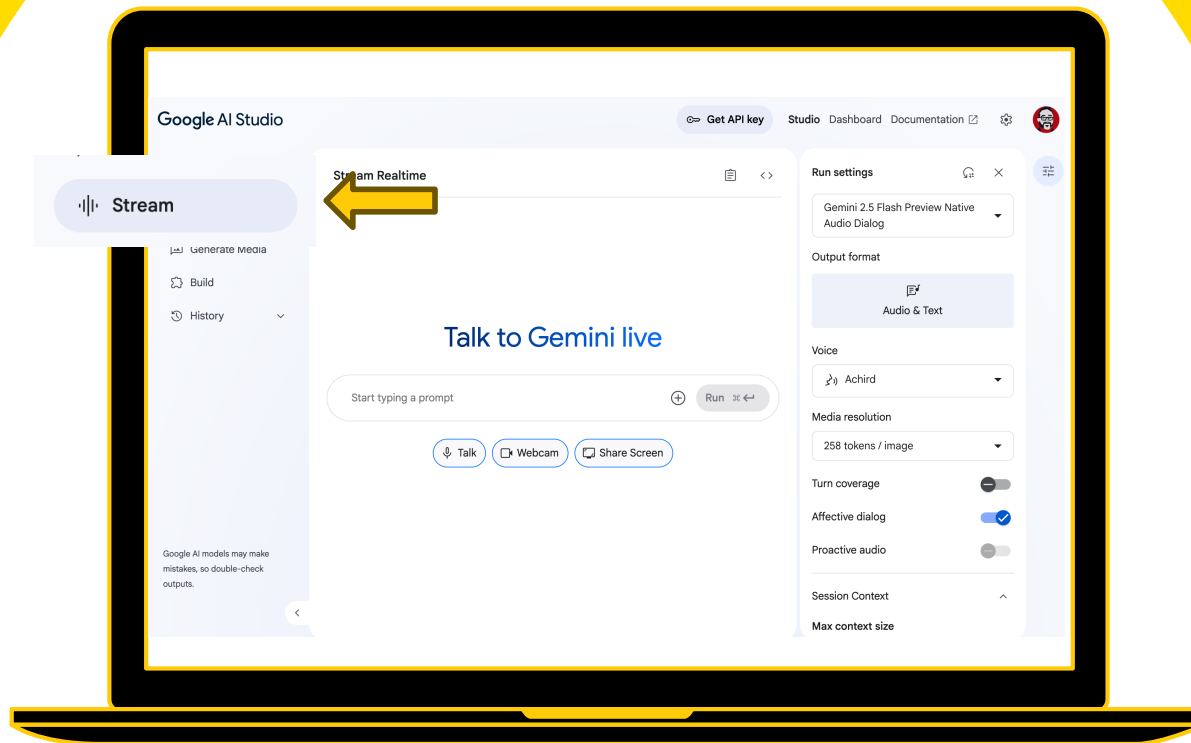 Google AI Studio
Get API key
Studio Dashboard Documentation
Stream
Generate Media
Build
History
Google AI models may make
mistakes, so double-check
outputs.
Stream Realtime
Talk to Gemini live
Start typing a prompt
Run ⌘↵
Talk
Webcam
Share Screen
Run settings
Gemini 2.5 Flash Preview Native
Audio Dialog
Output format
Audio & Text
Voice
Achird
Media resolution
258 tokens / image
Turn coverage
Affective dialog
Proactive audio
Session Context
Max context size